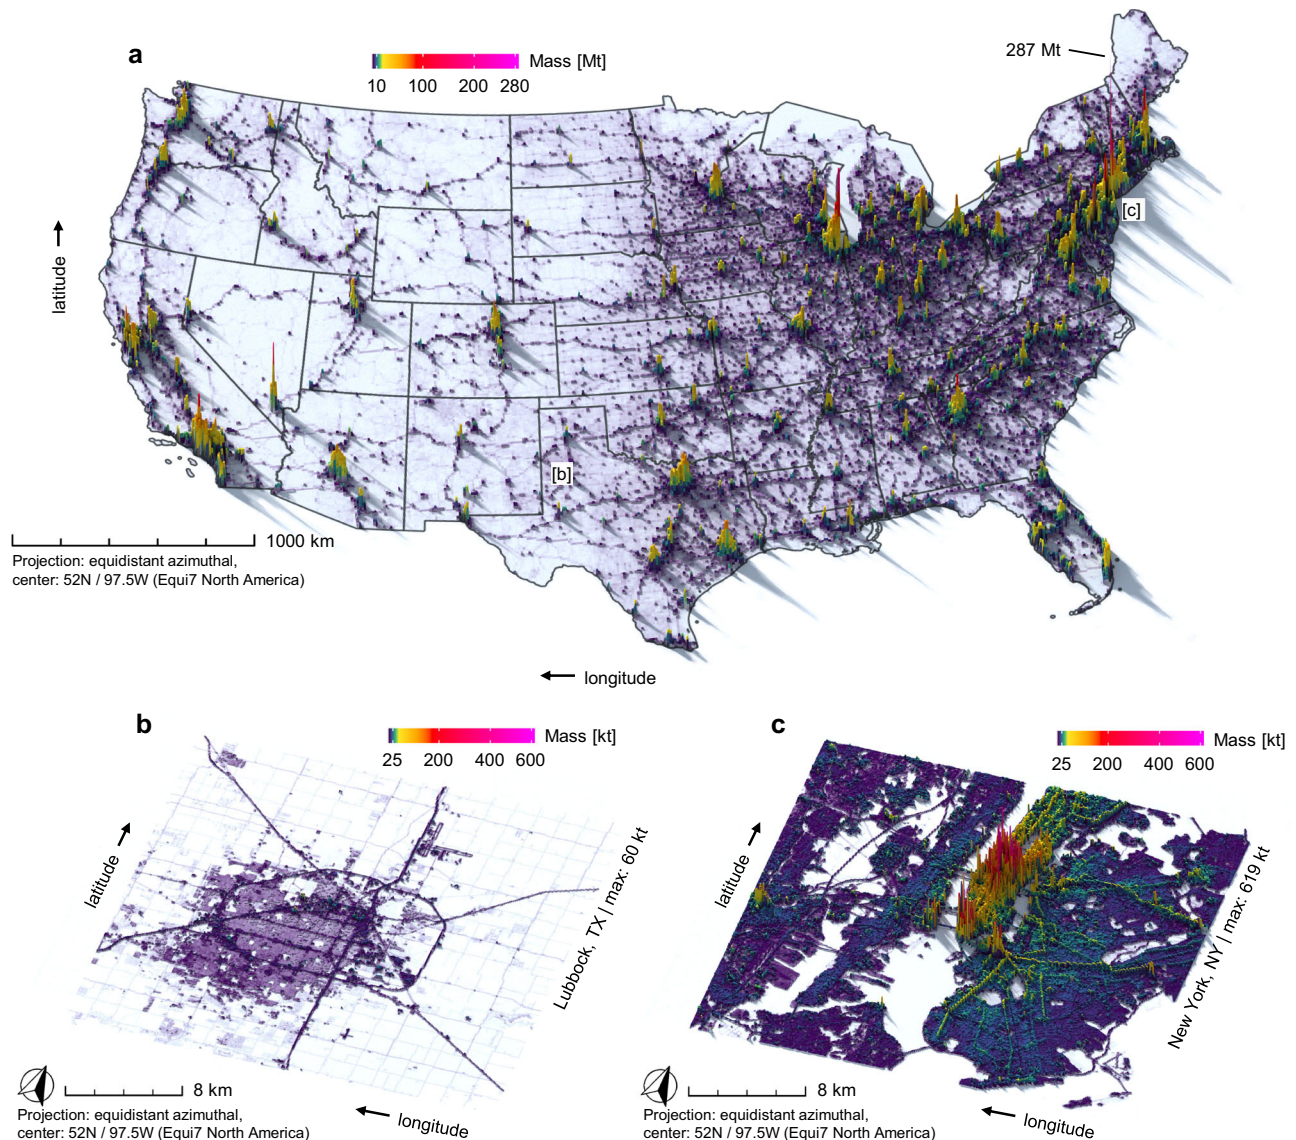 a
Mass [Mt]
10 100 200 280
287 Mt
latitude
[c]
[b]
1000 km
Projection: equidistant azimuthal,
center: 52N / 97.5W (Equi7 North America)
longitude
b
Mass [kt]
25 200 400 600
latitude
Lubbock, TX | max: 60 kt
8 km
longitude
Projection: equidistant azimuthal,
center: 52N / 97.5W (Equi7 North America)
c
Mass [kt]
25 200 400 600
latitude
New York, NY | max: 619 kt
8 km
longitude
Projection: equidistant azimuthal,
center: 52N / 97.5W (Equi7 North America)